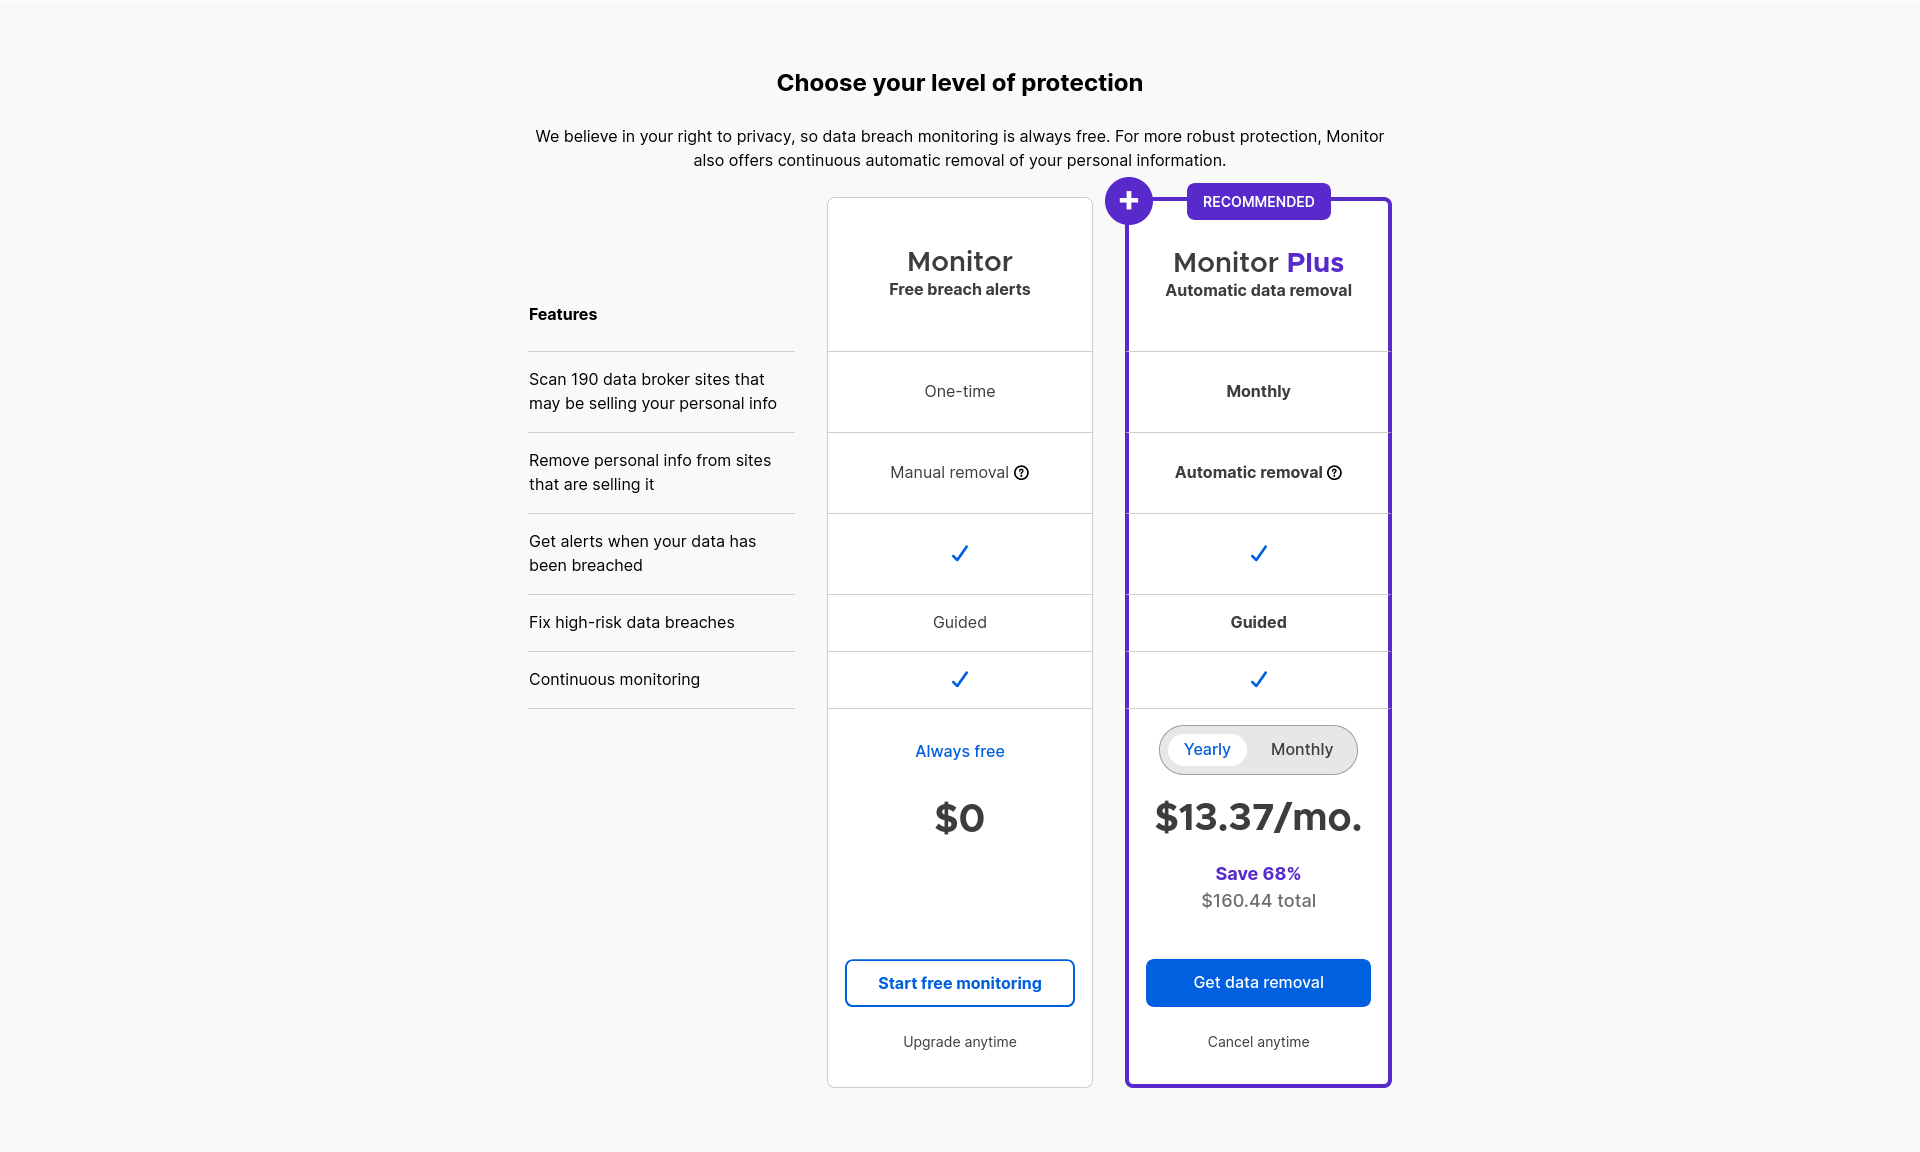 Choose your level of protection
We believe in your right to privacy, so data breach monitoring is always free. For more robust protection, Monitor
also offers continuous automatic removal of your personal information.
RECOMMENDED
Monitor
Free breach alerts
Monitor Plus
Automatic data removal
Features
Scan 190 data broker sites that
may be selling your personal info
One-time
Monthly
Remove personal info from sites
that are selling it
Manual removal
Automatic removal
Get alerts when your data has
been breached
Fix high-risk data breaches
Guided
Guided
Continuous monitoring
Always free
$0
Yearly
Monthly
$13.37/mo.
Save 68%
$160.44 total
Start free monitoring
Get data removal
Upgrade anytime
Cancel anytime